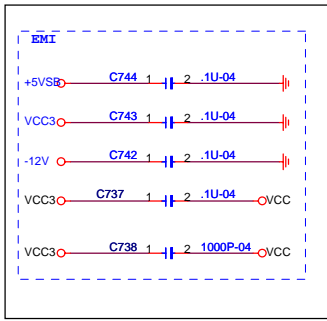 EMI
+5VSB C744 1 2 .1U-04
VCC3 C743 1 2 .1U-04
-12V C742 1 2 .1U-04
VCC3 C737 1 2 .1U-04 VCC
VCC3 C738 1 2 1000P-04 VCC